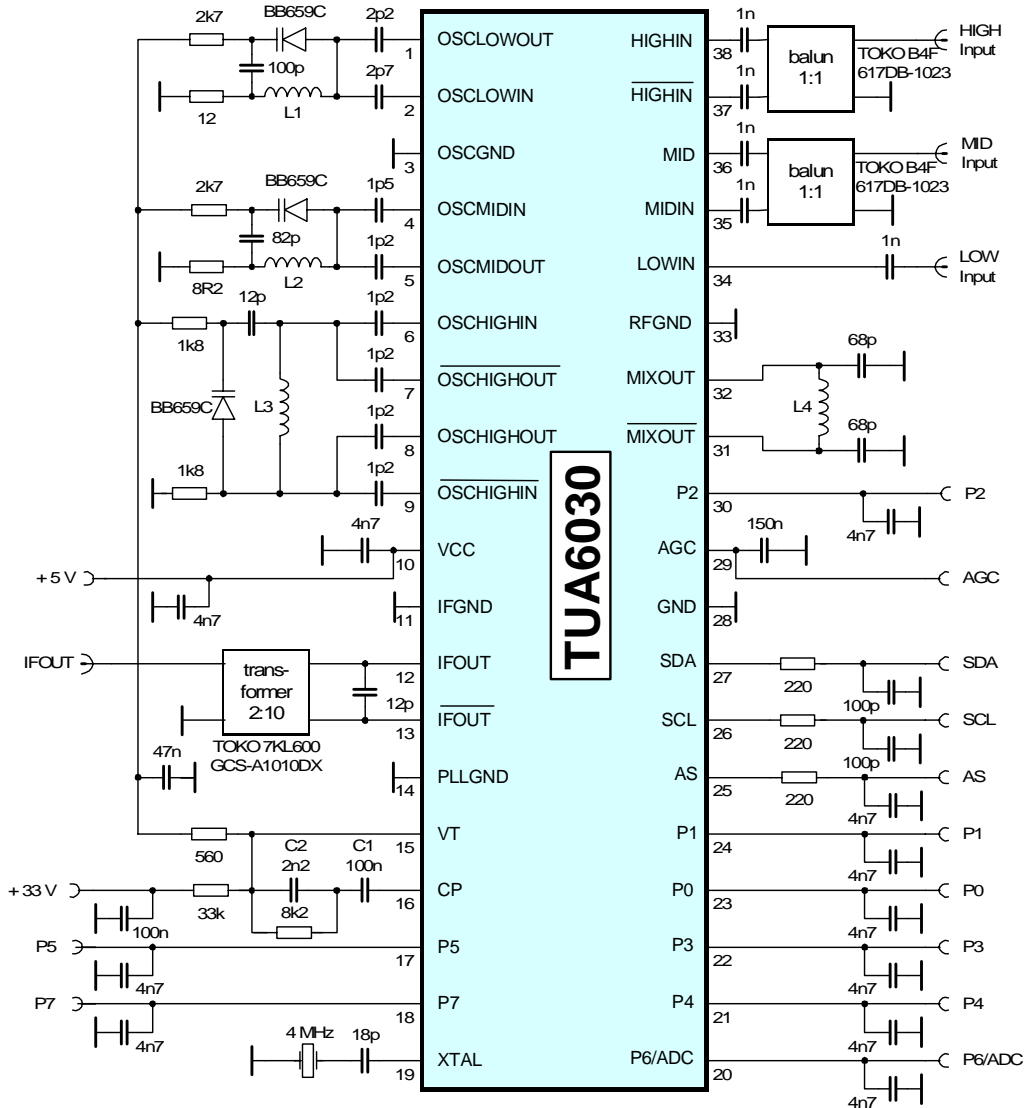 2k7
BB659C
2p2
1
OSCLOWOUT
100p
2p7
12
L1
2
OSCLOWIN
3
OSCGND
2k7
BB659C
1p5
4
OSCMIDIN
82p
1p2
8R2
L2
5
OSCMIDOUT
12p
1p2
1k8
6
OSCHIGHIN
1p2
7
OSCHIGHOUT
BB659C
L3
1p2
8
OSCHIGHOUT
1k8
1p2
9
OSCHIGHIN
4n7
10
VCC
+5 V
4n7
11
IFGND
IFOUT
trans-
former
2:10
12
IFOUT
12p
13
IFOUT
TOKO 7KL600
GCS-A1010DX
47n
14
PLLGND
560
15
VT
C2
2n2
C1
100n
+33 V
33k
8k2
16
CP
100n
P5
17
P5
4n7
P7
18
P7
4n7
4 MHz
18p
19
XTAL
TUA6030
HIGHIN
38
1n
balun
1:1
TOKO B4F
617DB-1023
HIGH
Input
HIGHIN
37
1n
MID
36
1n
balun
1:1
TOKO B4F
617DB-1023
MID
Input
MIDIN
35
1n
LOWIN
34
1n
LOW
Input
RFGND
33
MIXOUT
32
68p
L4
MIXOUT
31
68p
P2
30
4n7
P2
AGC
29
150n
AGC
GND
28
SDA
27
220
100p
SDA
SCL
26
220
100p
SCL
AS
25
220
4n7
AS
P1
24
4n7
P1
P0
23
4n7
P0
P3
22
4n7
P3
P4
21
4n7
P4
P6/ADC
20
4n7
P6/ADC